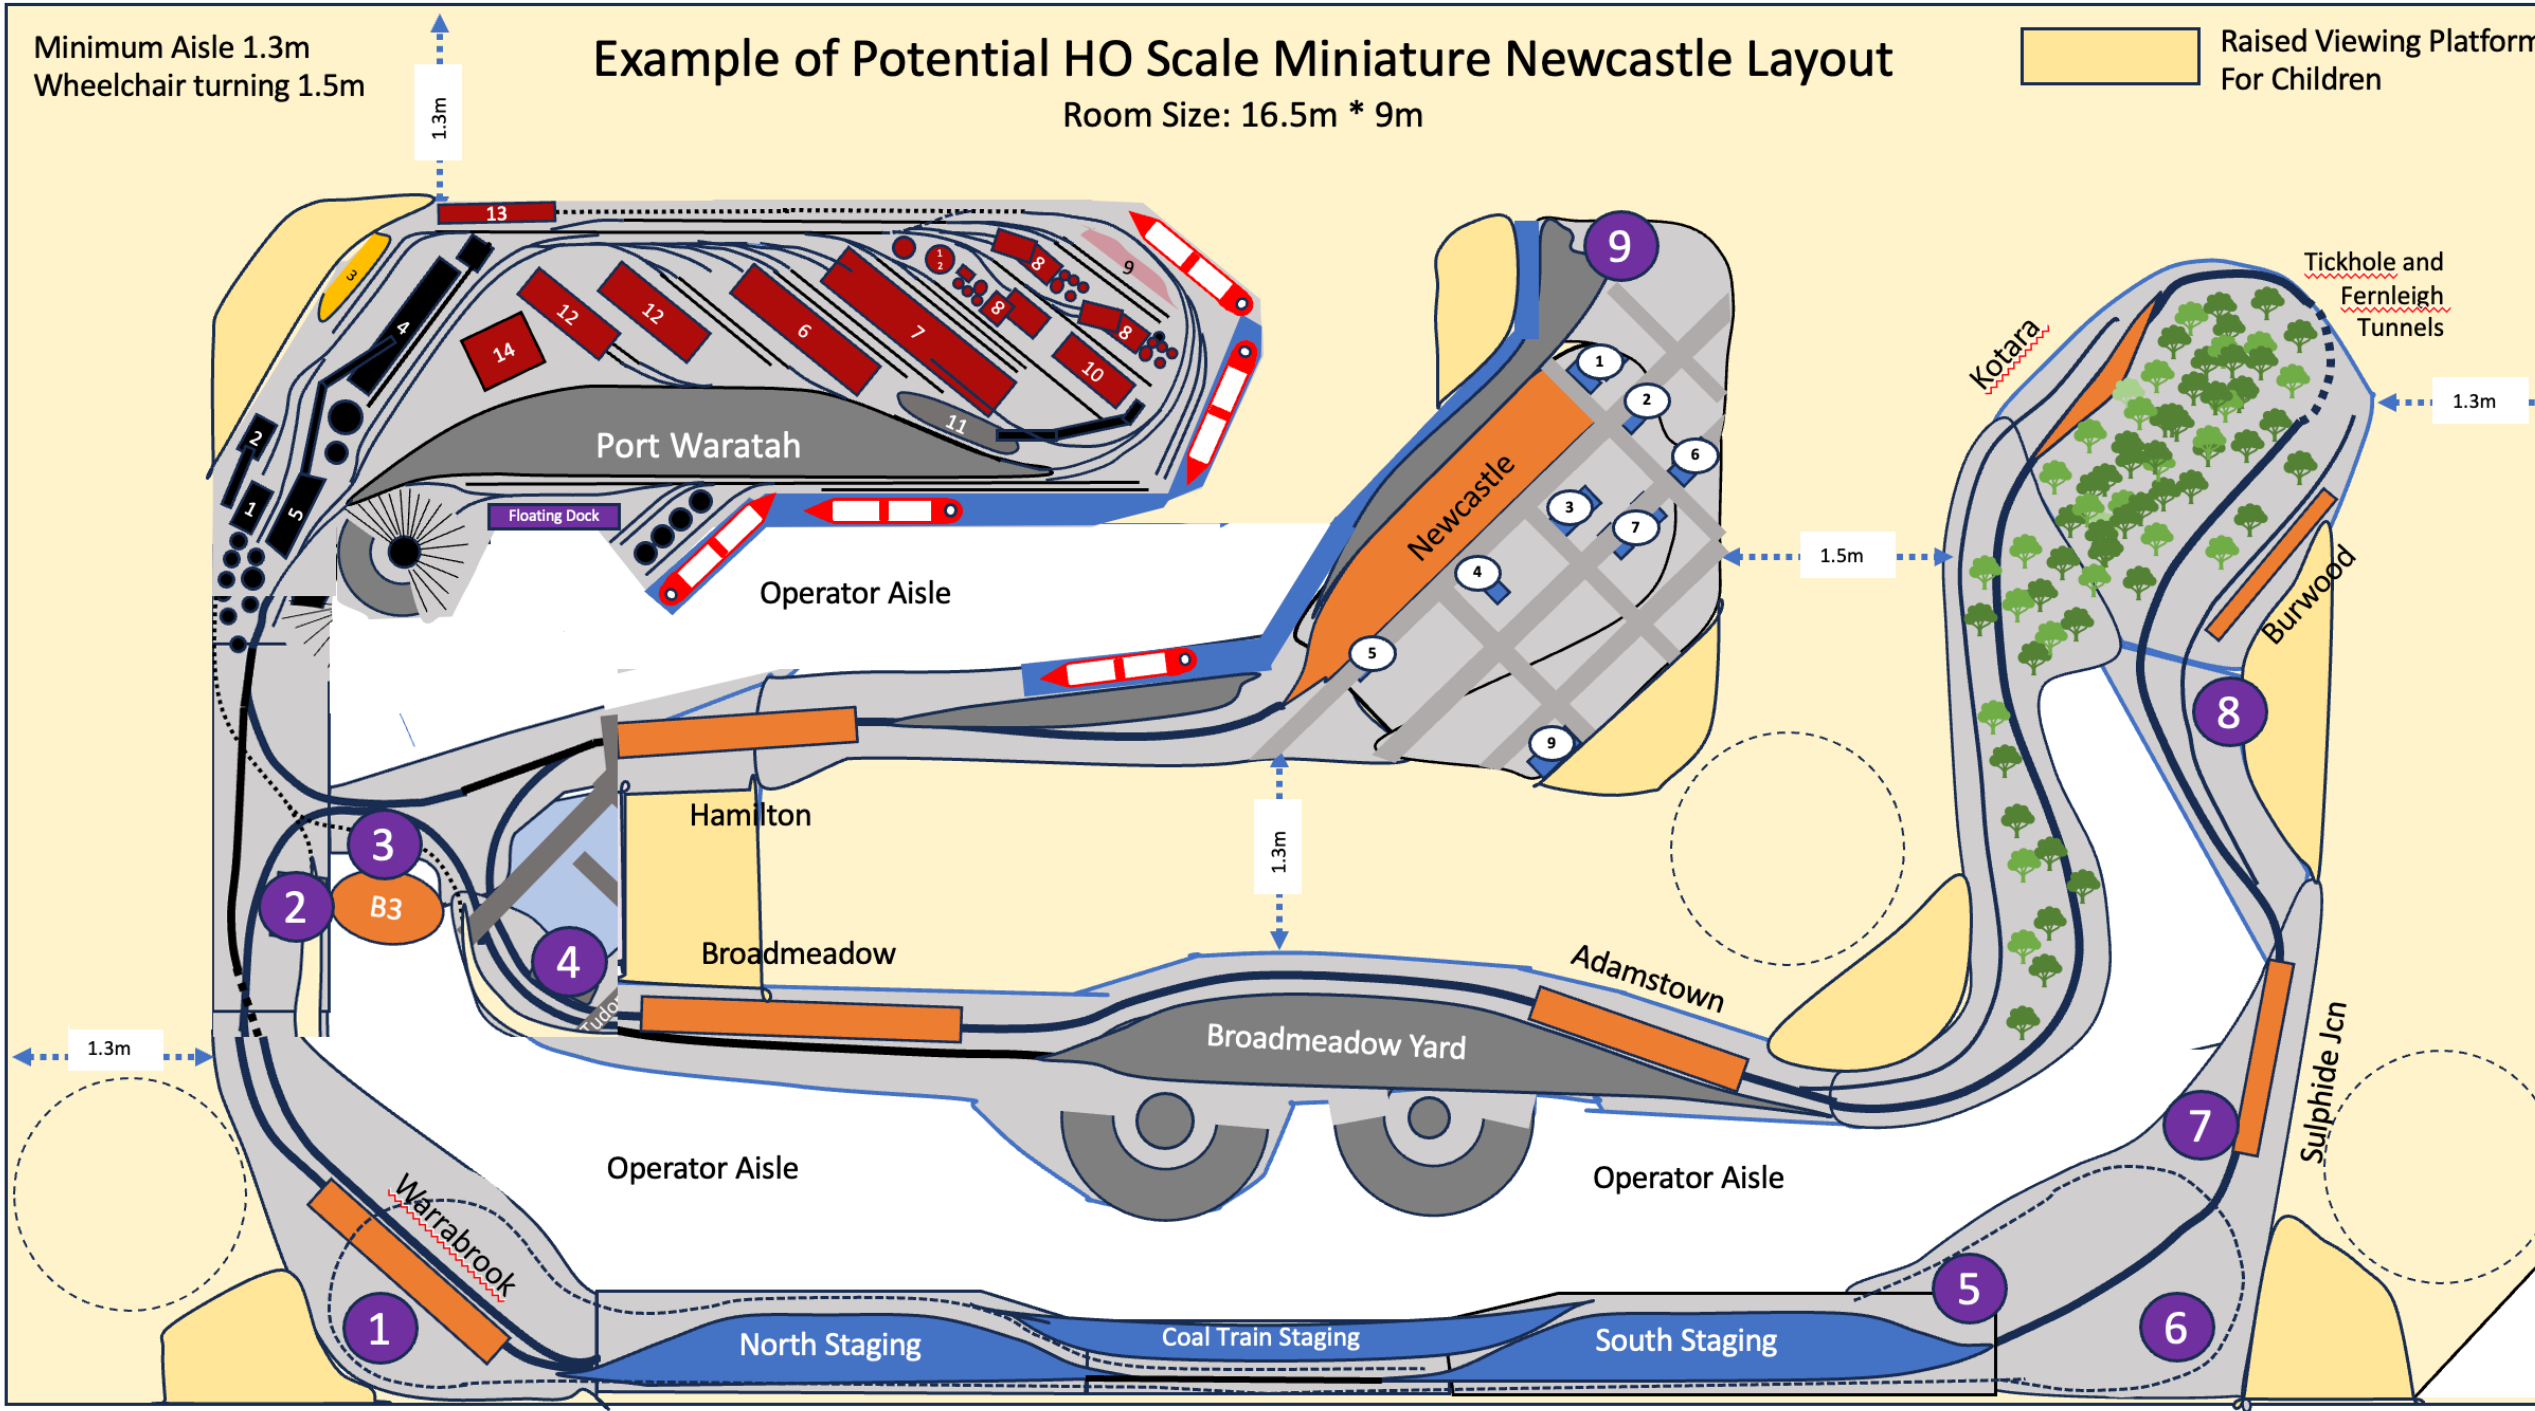 Minimum Aisle 1.3m
Wheelchair turning 1.5m
1.3m
Example of Potential HO Scale Miniature Newcastle Layout
Room Size: 16.5m * 9m
Raised Viewing Platform
For Children
13
3
4
12
12
14
6
7
1
2
8
8
8
9
10
11
2
1
5
Port Waratah
Floating Dock
Operator Aisle
9
1
2
6
3
7
4
5
9
Newcastle
1.5m
Kotara
Tickhole and
Fernleigh
Tunnels
1.3m
Burwood
8
Hamilton
1.3m
3
2
B3
4
Tudo
Broadmeadow
Adamstown
Broadmeadow Yard
1.3m
Operator Aisle
Operator Aisle
7
Sulphide Jcn
Warrabrook
1
5
6
North Staging
Coal Train Staging
South Staging